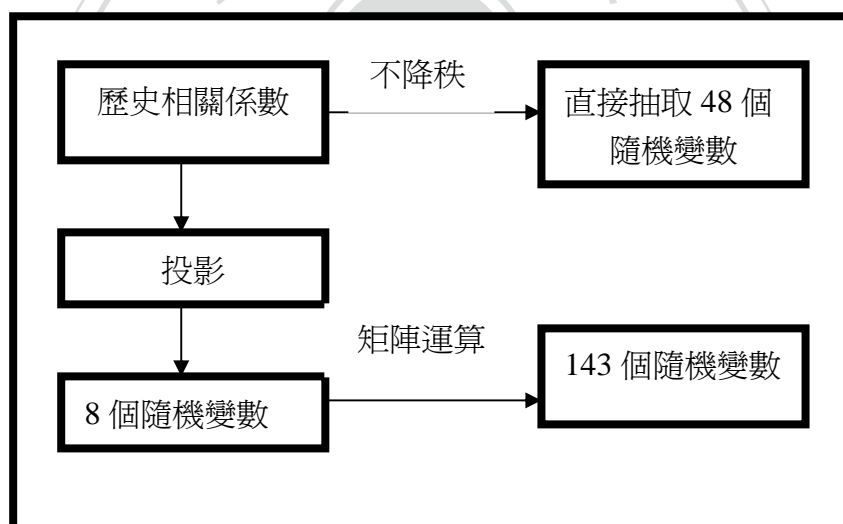 歷史相關係數
不降秩
直接抽取 48 個
隨機變數
投影
矩陣運算
8 個隨機變數
143 個隨機變數